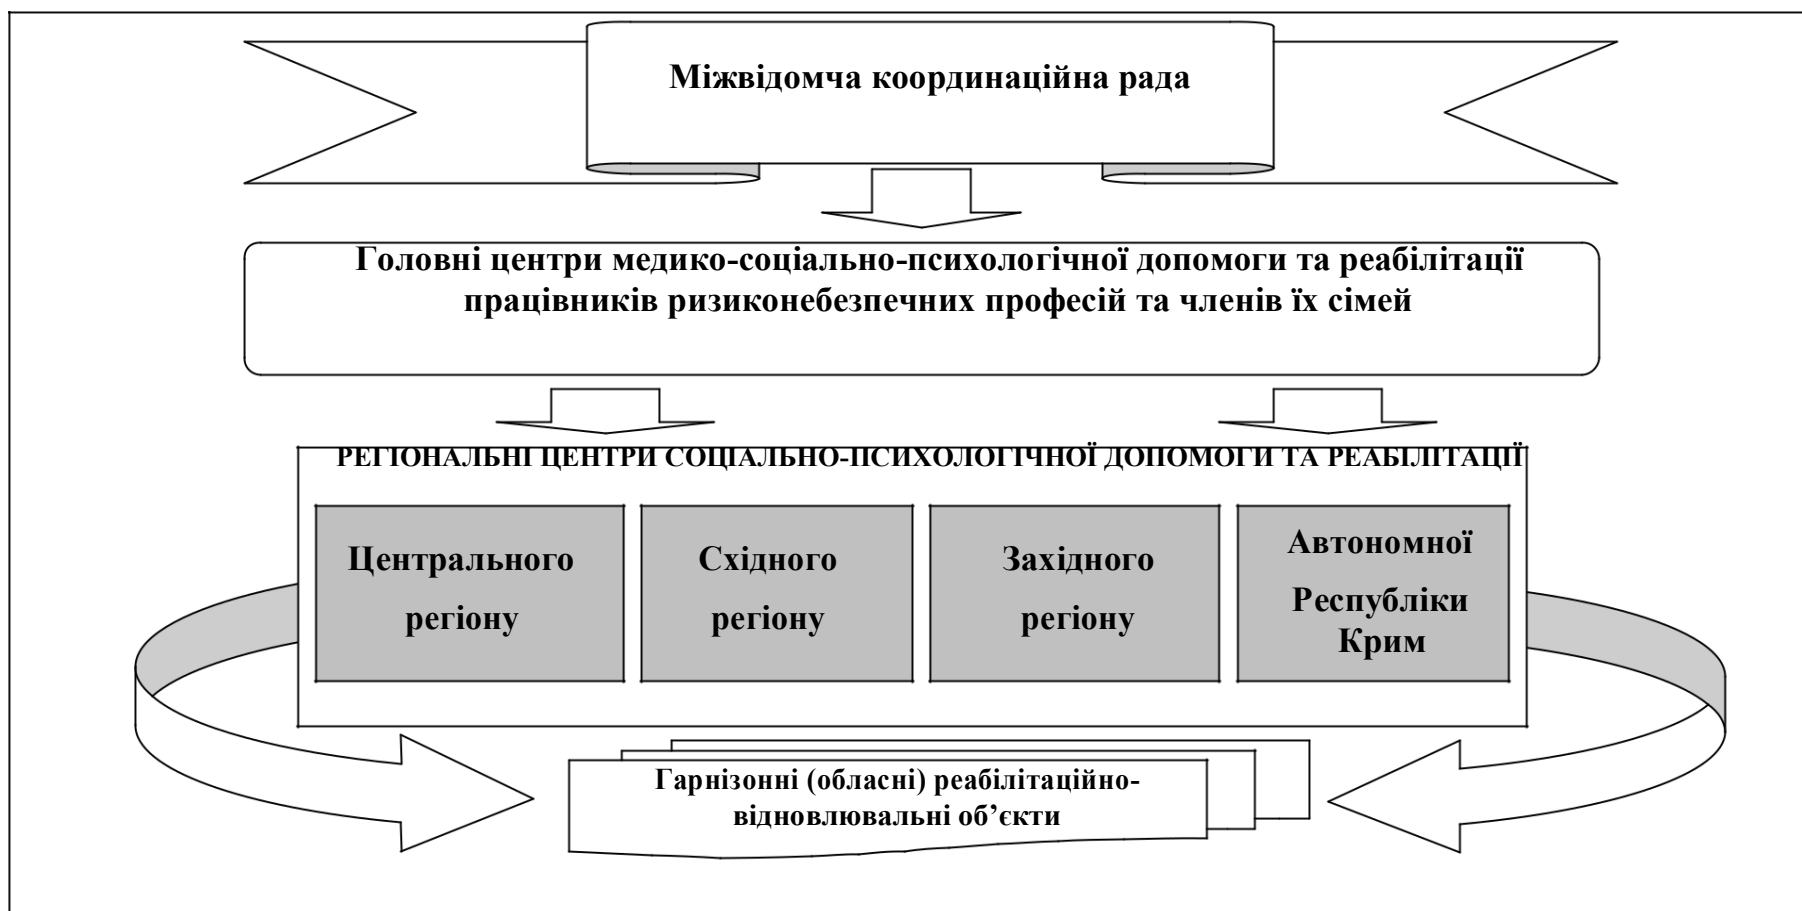 Міжвідомча координаційна рада
Головні центри медико-соціально-психологічної допомоги та реабілітації
працівників ризиконебезпечних професій та членів їх сімей
РЕГІОНАЛЬНІ ЦЕНТРИ СОЦІАЛЬНО-ПСИХОЛОГІЧНОЇ ДОПОМОГИ ТА РЕАБІЛІТАЦІЇ
Центрального
регіону
Східного
регіону
Західного
регіону
Автономної
Республіки
Крим
Гарнізонні (обласні) реабілітаційно-
відновлювальні об’єкти